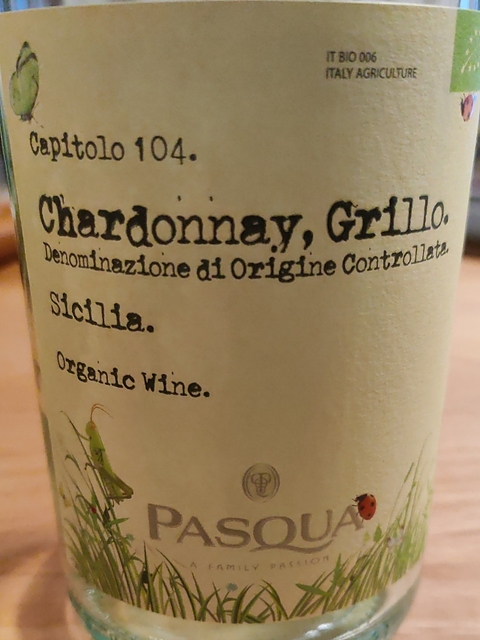 IT BIO 006
ITALY AGRICULTURE
Capitolo 104.
Chardonnay, Grillo.
Denominazione di Origine Controllata.
Sicilia.
Organic Wine.
PASQUA
A FAMILY PASSION